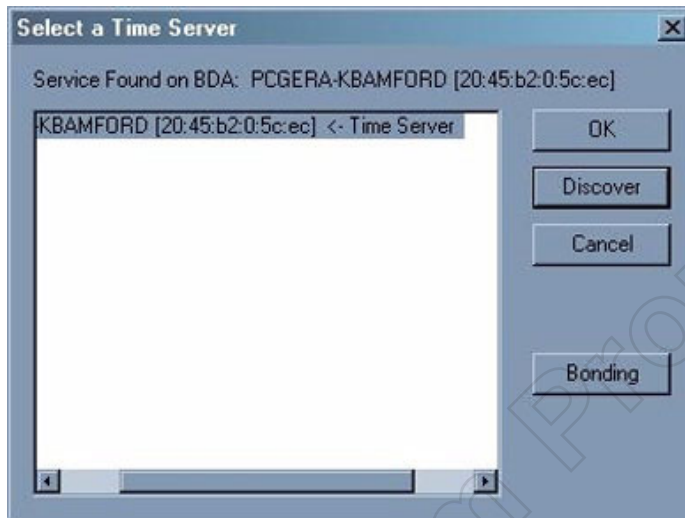 Select a Time Server
Service Found on BDA: PCGERA-KBAMFORD [20:45:b2:0:5c:ec]
-KBAMFORD [20:45:b2:0:5c:ec] <- Time Server
OK
Discover
Cancel
Bonding